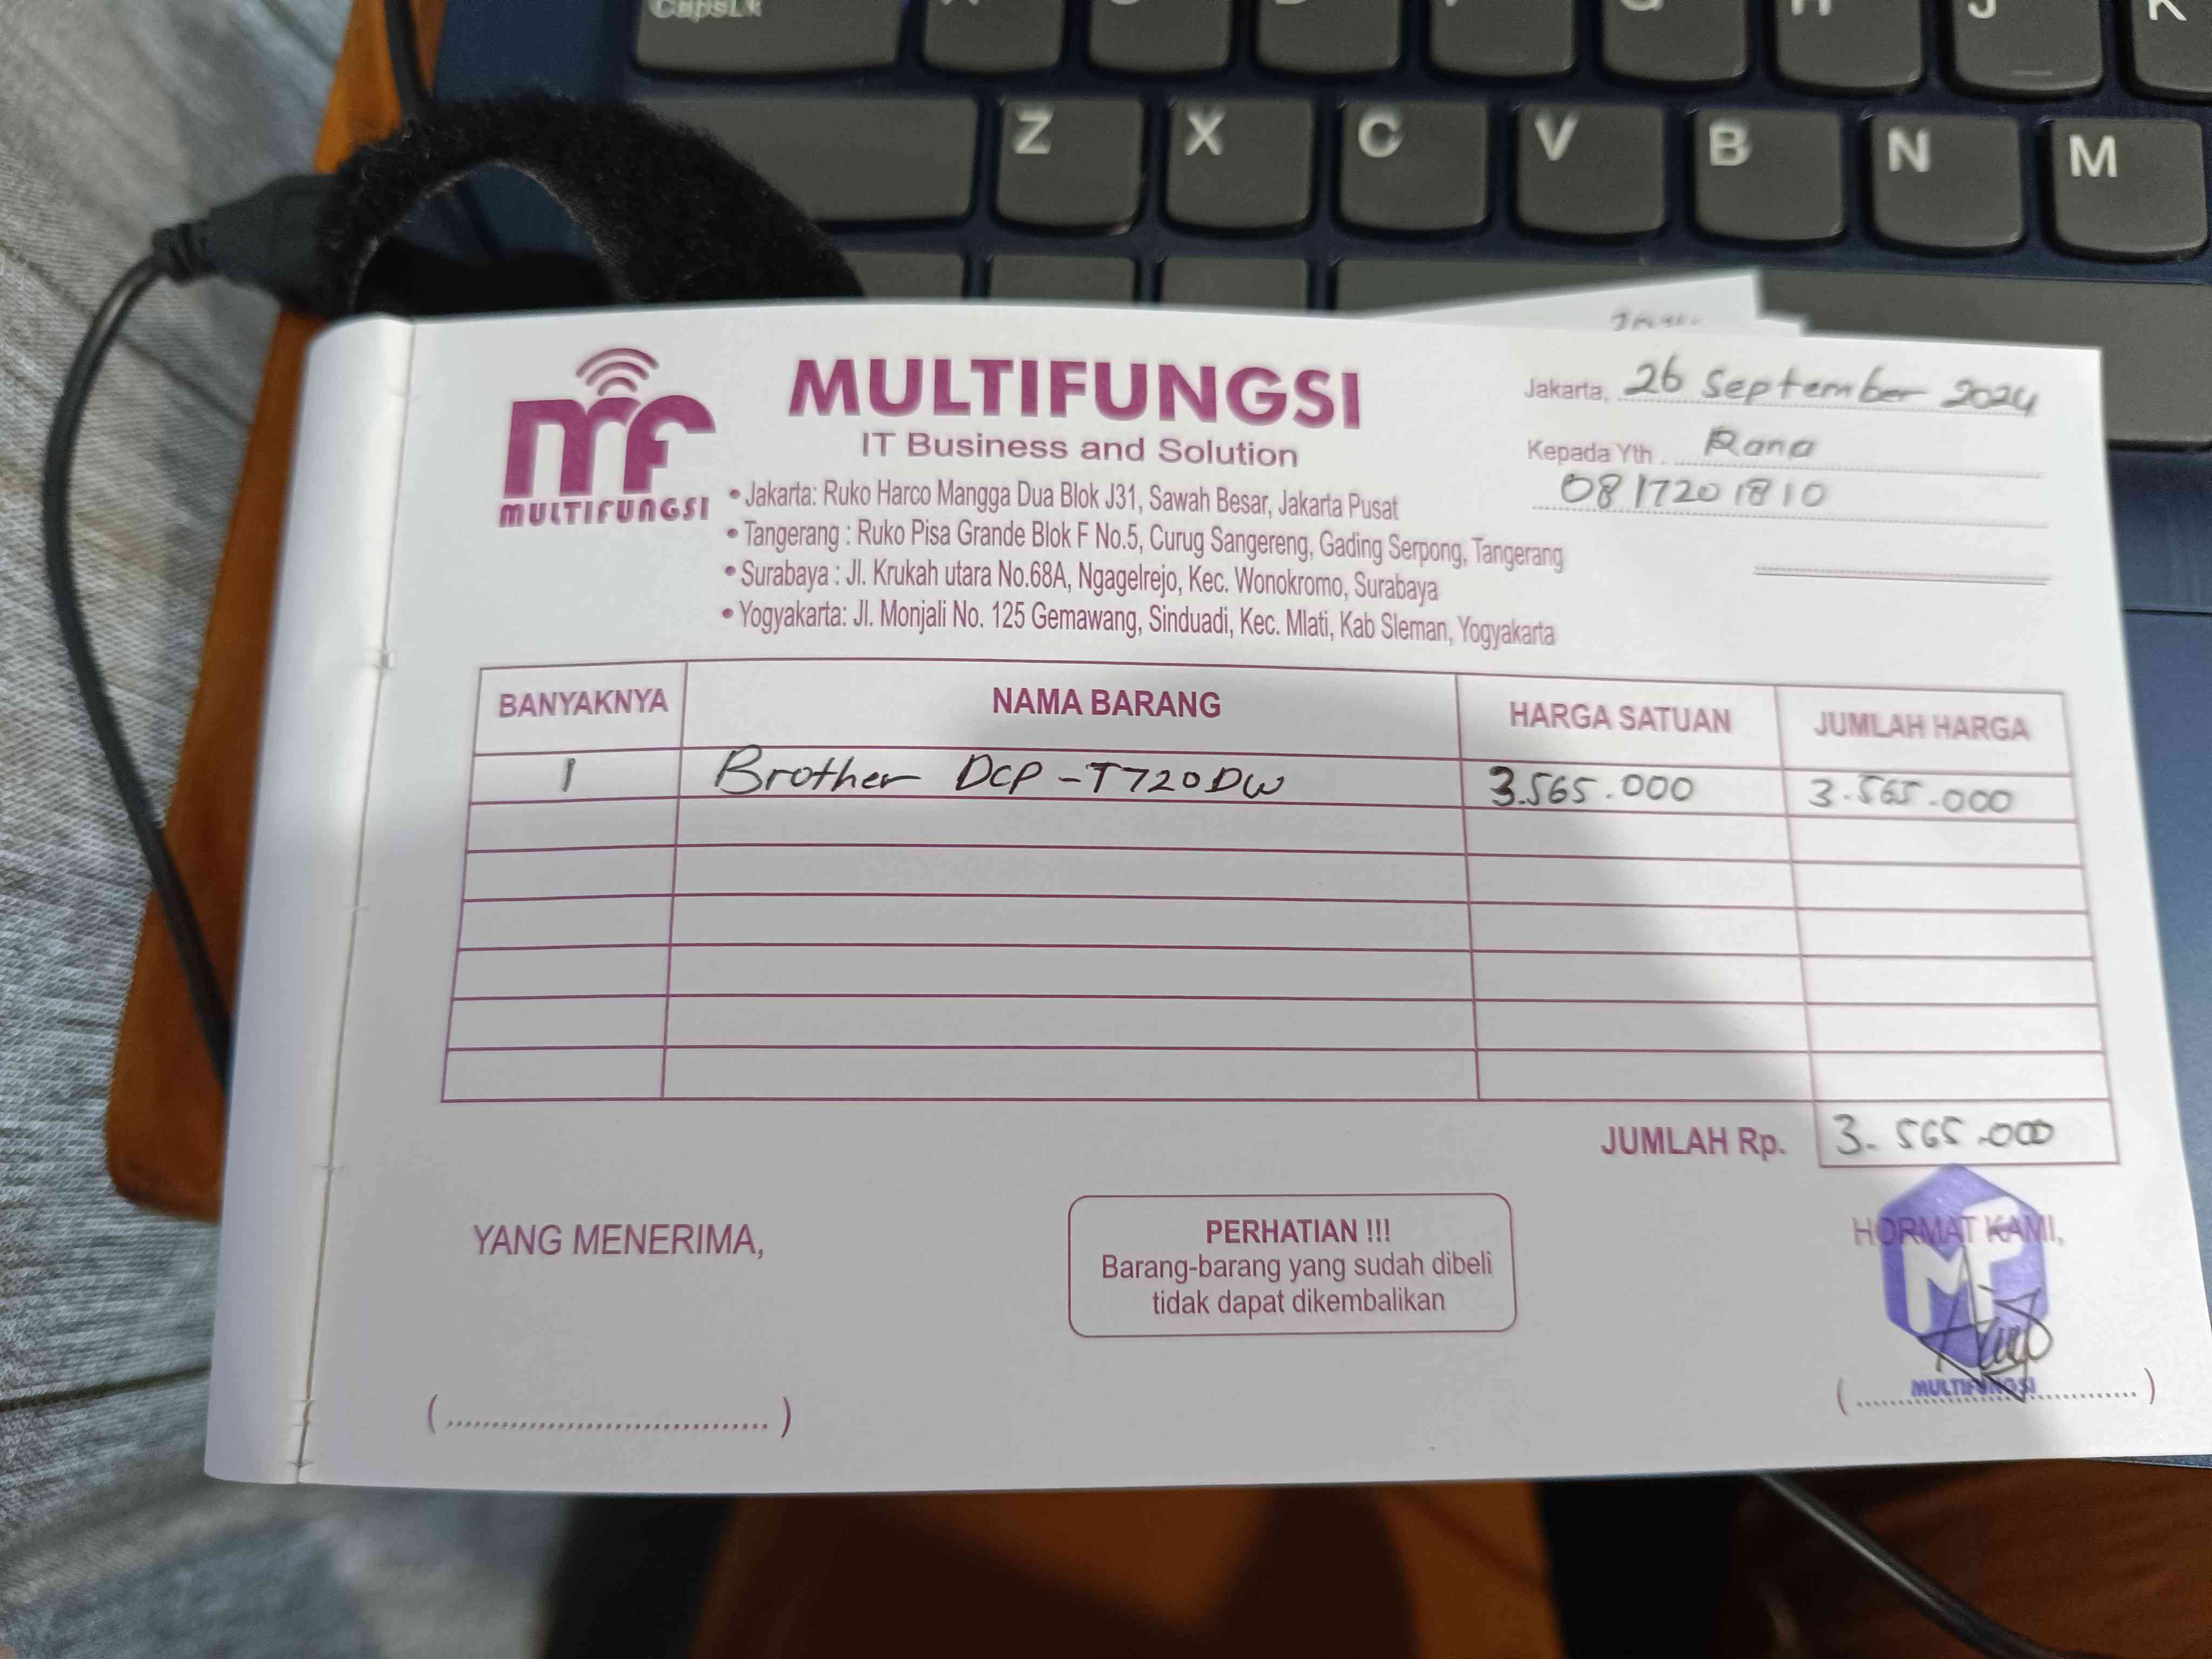 CapsLk
Z X C V B N M
MULTIFUNGSI
MULTIFUNGSI
IT Business and Solution
• Jakarta: Ruko Harco Mangga Dua Blok J31, Sawah Besar, Jakarta Pusat
• Tangerang : Ruko Pisa Grande Blok F No.5, Curug Sangereng, Gading Serpong, Tangerang
• Surabaya : Jl. Krukah utara No.68A, Ngagelrejo, Kec. Wonokromo, Surabaya
• Yogyakarta: Jl. Monjali No. 125 Gemawang, Sinduadi, Kec. Mlati, Kab Sleman, Yogyakarta
Jakarta, 26 September 2024
Kepada Yth. Rana
0817201810
BANYAKNYA NAMA BARANG HARGA SATUAN JUMLAH HARGA
1 Brother DCP-T720DW 3.565.000 3.565.000
JUMLAH Rp. 3.565.000
YANG MENERIMA,
PERHATIAN !!!
Barang-barang yang sudah dibeli
tidak dapat dikembalikan
HORMAT KAMI,
MF
MULTIFUNGSI
(................................)
(................................)